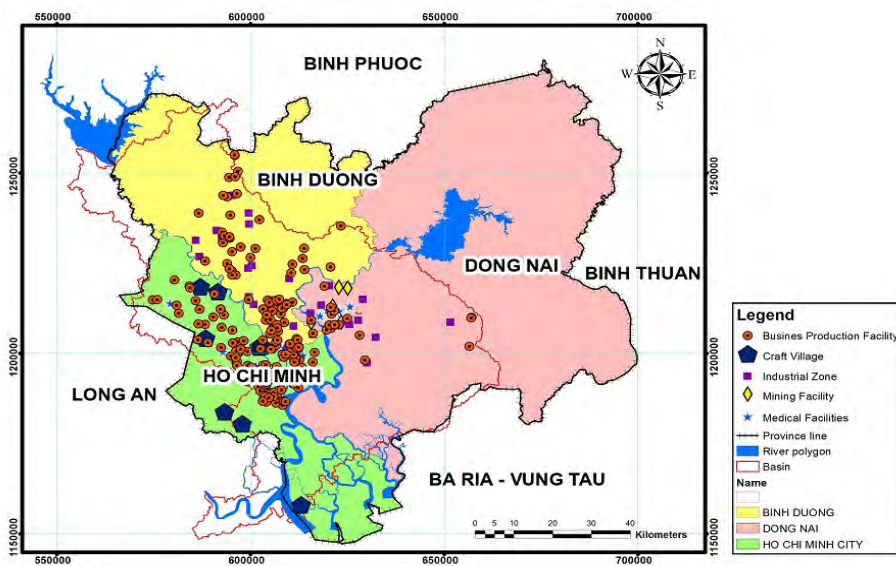 550000 600000 650000 700000
N
W E
S
BINH PHUOC
1250000 1250000
BINH DUONG
DONG NAI
BINH THUAN
1200000 1200000
HO CHI MINH
LONG AN
BA RIA - VUNG TAU
0 5 10 20 30 40
Kilometers
1150000 1150000
550000 600000 650000 700000
Legend
Busines Production Facility
Craft Village
Industrial Zone
Mining Facility
Medical Facilities
Province line
River polygon
Basin
Name
BINH DUONG
DONG NAI
HO CHI MINH CITY